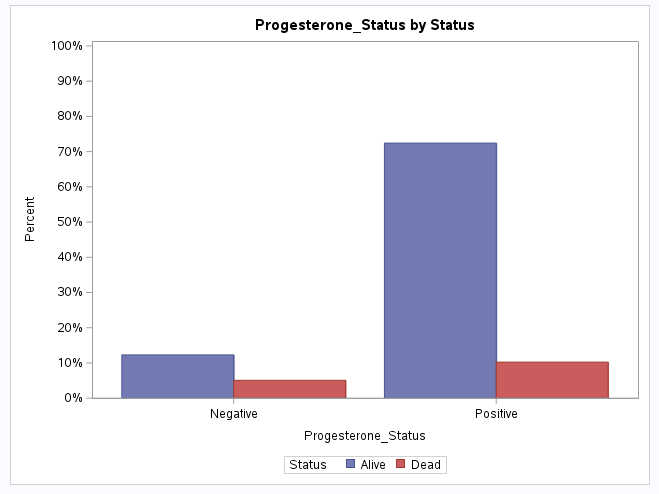 Progesterone_Status by Status
100%
90%
80%
70%
60%
50%
40%
30%
20%
10%
0%
Percent
Negative Positive
Progesterone_Status
Status Alive Dead